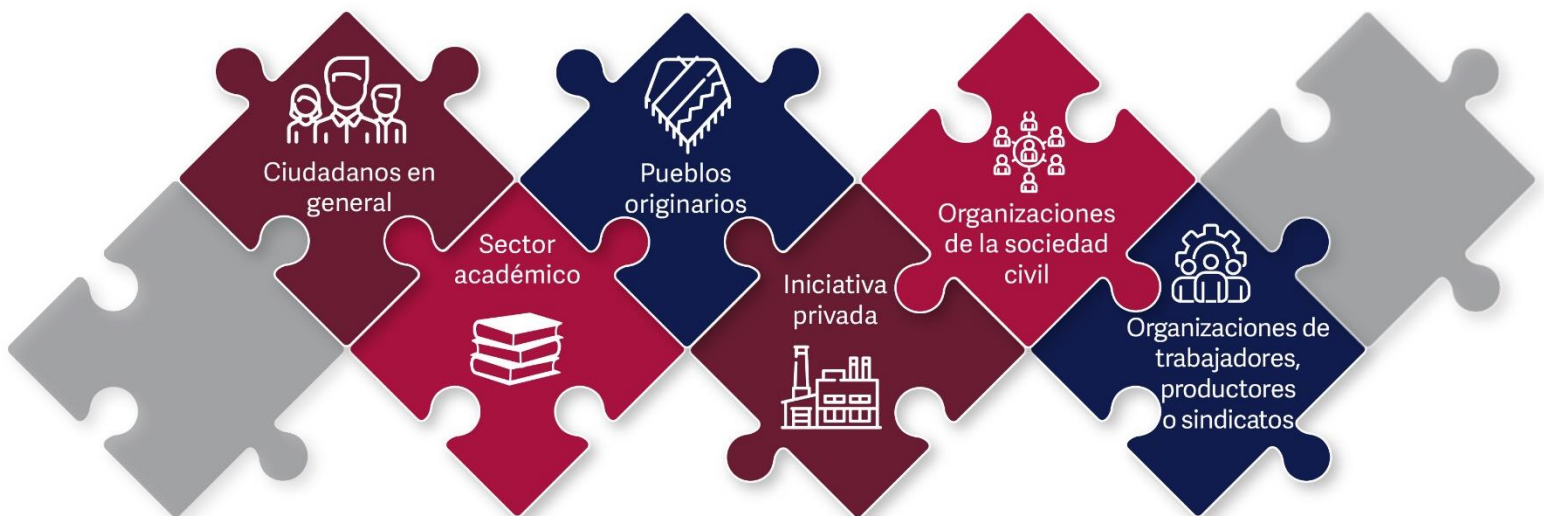 Ciudadanos en
general
Sector
académico
Pueblos
originarios
Iniciativa
privada
Organizaciones
de la sociedad
civil
Organizaciones de
trabajadores,
productores
o sindicatos